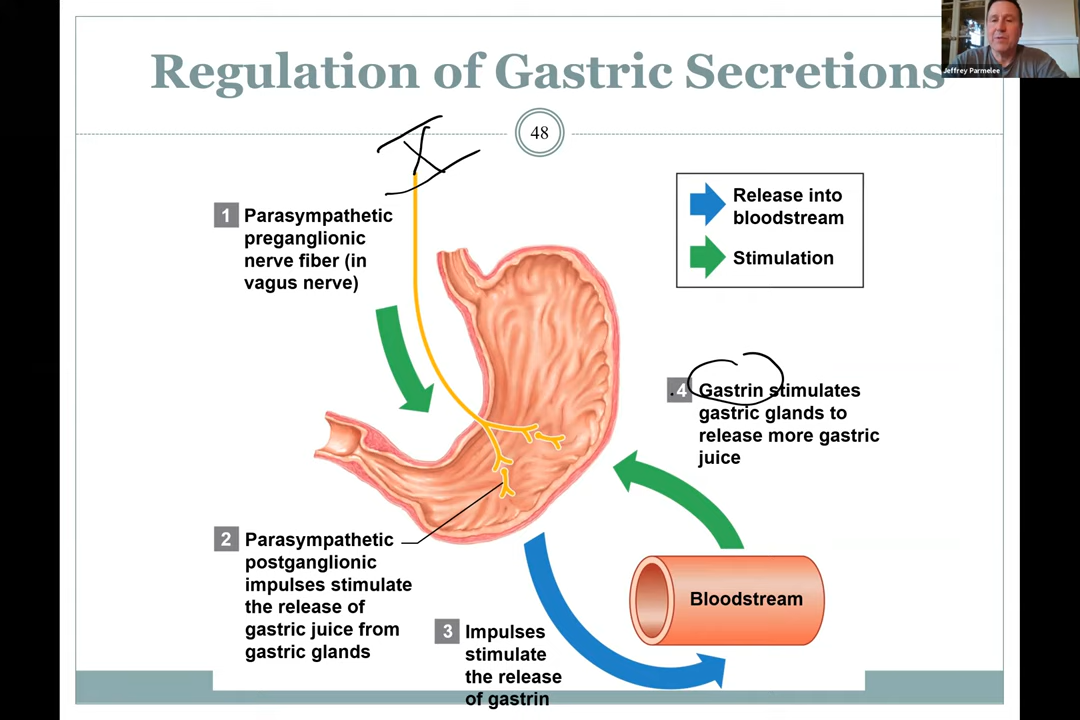 Regulation of Gastric Secretions
Jeffrey Parmelee
48
X
1 Parasympathetic
preganglionic
nerve fiber (in
vagus nerve)
Release into
bloodstream
Stimulation
.4 Gastrin stimulates
gastric glands to
release more gastric
juice
2 Parasympathetic
postganglionic
impulses stimulate
the release of
gastric juice from
gastric glands
3 Impulses
stimulate
the release
of gastrin
Bloodstream